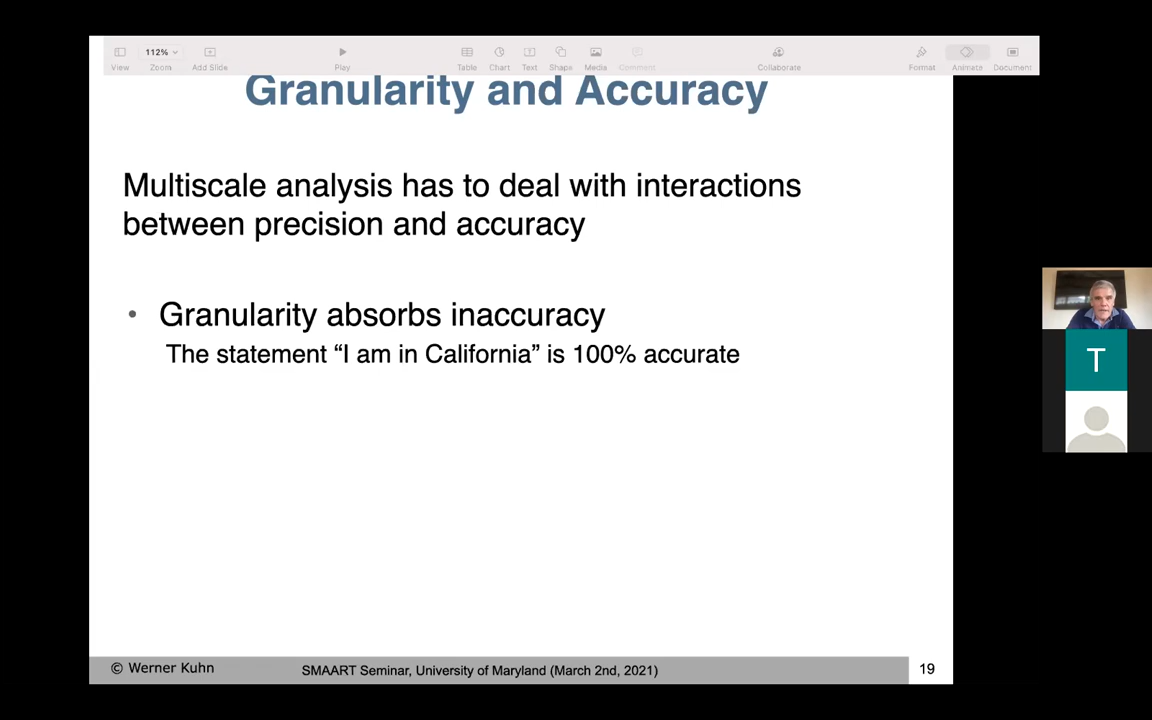 112%
View
Zoom
Add Slide
Play
Table
Chart
Text
Shape
Media
Comment
Collaborate
Format
Animate
Document
Granularity and Accuracy
Multiscale analysis has to deal with interactions
between precision and accuracy
• Granularity absorbs inaccuracy
The statement “I am in California” is 100% accurate
T
© Werner Kuhn
SMAART Seminar, University of Maryland (March 2nd, 2021)
19